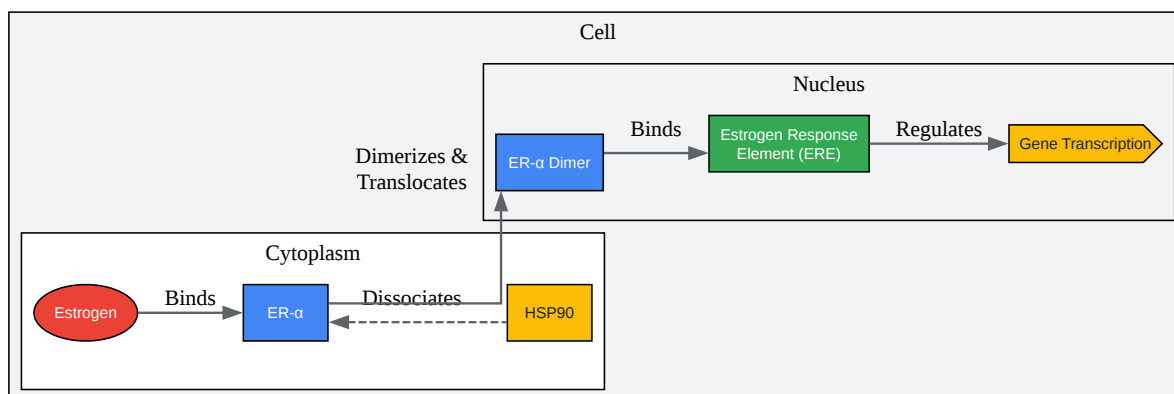 Cell
Nucleus
ER-α Dimer
Binds
Estrogen Response
Element (ERE)
Regulates
Gene Transcription
Dimerizes &
Translocates
Cytoplasm
Estrogen
Binds
ER-α
Dissociates
HSP90